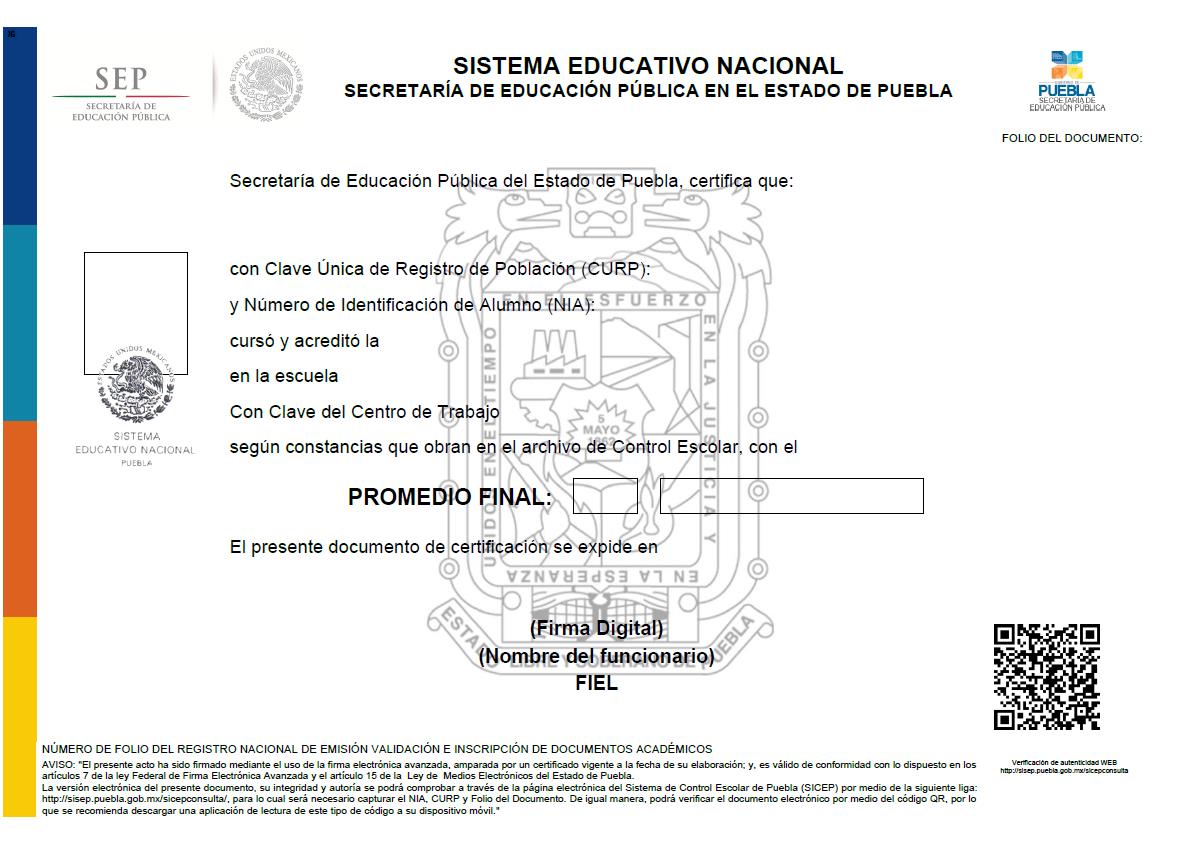 SEP
SECRETARÍA DE
EDUCACIÓN PÚBLICA
ESTADOS UNIDOS MEXICANOS
SISTEMA EDUCATIVO NACIONAL
SECRETARÍA DE EDUCACIÓN PÚBLICA EN EL ESTADO DE PUEBLA
PUEBLA
SECRETARÍA DE
EDUCACIÓN PÚBLICA
FOLIO DEL DOCUMENTO:
Secretaría de Educación Pública del Estado de Puebla, certifica que:
con Clave Única de Registro de Población (CURP):
y Número de Identificación de Alumno (NIA):
cursó y acreditó la
en la escuela
Con Clave del Centro de Trabajo
según constancias que obran en el archivo de Control Escolar, con el
ESTADOS UNIDOS MEXICANOS
SISTEMA
EDUCATIVO NACIONAL
PUEBLA
UNIDO EN EL TIEMPO
EN EL ESFUERZO
EN LA JUSTICIA Y
EN LA ESPERANZA
5
MAYO
1862
ESTADO LIBRE Y SOBERANO DE PUEBLA
PROMEDIO FINAL:
El presente documento de certificación se expide en
(Firma Digital)
(Nombre del funcionario)
FIEL
NÚMERO DE FOLIO DEL REGISTRO NACIONAL DE EMISIÓN VALIDACIÓN E INSCRIPCIÓN DE DOCUMENTOS ACADÉMICOS
AVISO: "El presente acto ha sido firmado mediante el uso de la firma electrónica avanzada, amparada por un certificado vigente a la fecha de su elaboración; y, es válido de conformidad con lo dispuesto en los
artículos 7 de la ley Federal de Firma Electrónica Avanzada y el artículo 15 de la Ley de Medios Electrónicos del Estado de Puebla.
La versión electrónica del presente documento, su integridad y autoría se podrá comprobar a través de la página electrónica del Sistema de Control Escolar de Puebla (SICEP) por medio de la siguiente liga:
http://sisep.puebla.gob.mx/sicepconsulta/, para lo cual será necesario capturar el NIA, CURP y Folio del Documento. De igual manera, podrá verificar el documento electrónico por medio del código QR, por lo
que se recomienda descargar una aplicación de lectura de este tipo de código a su dispositivo móvil."
Verificación de autenticidad WEB
http://sisep.puebla.gob.mx/sicepconsulta